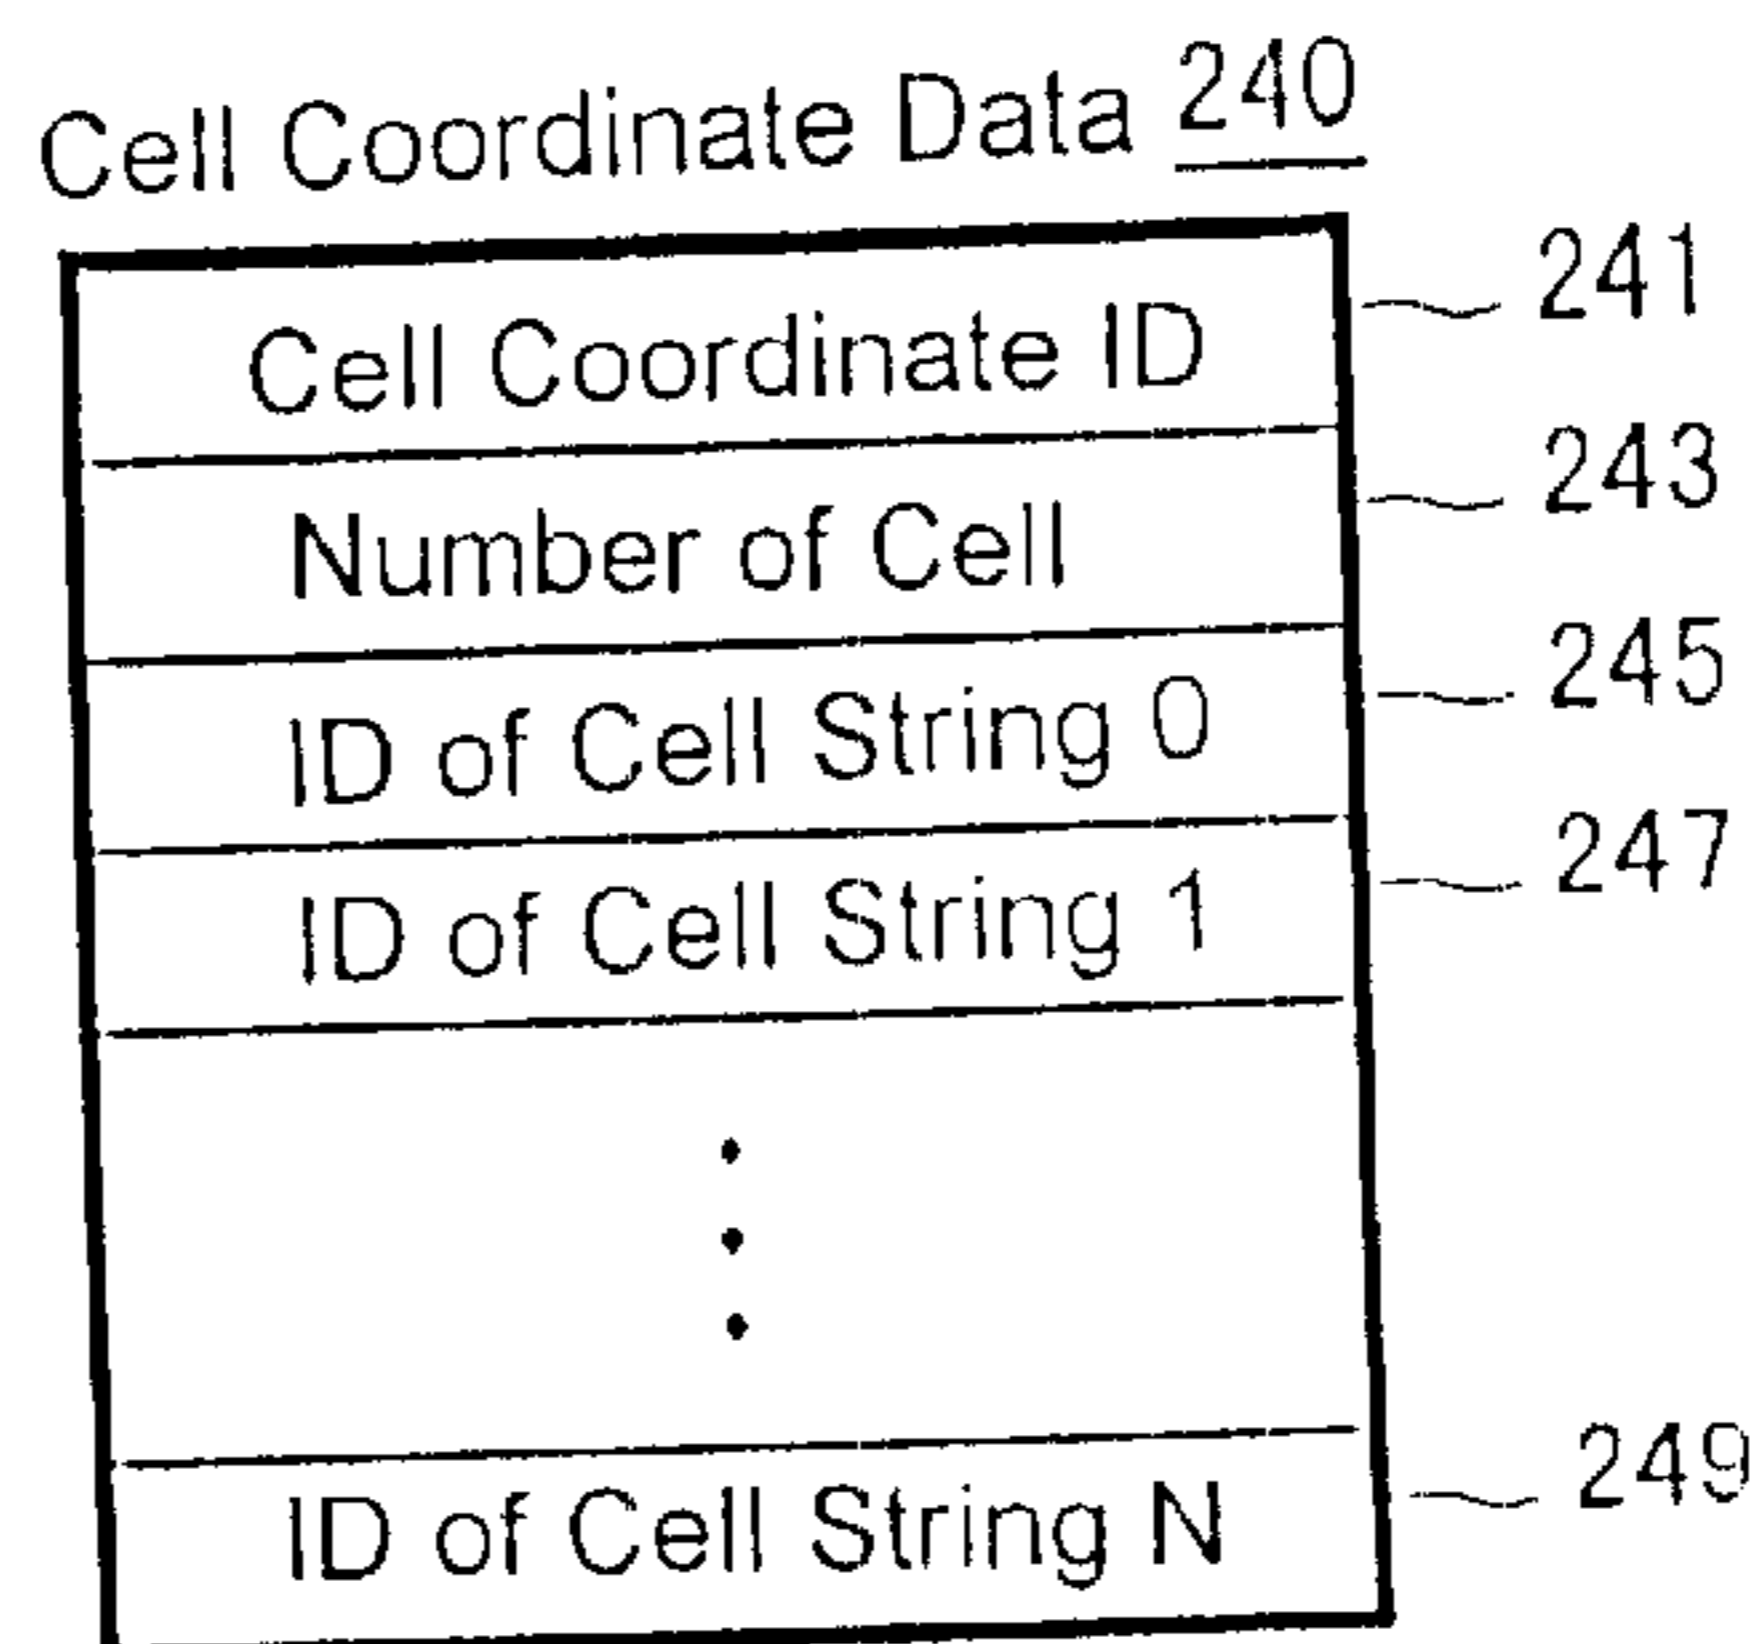 Cell Coordinate Data 240
Cell Coordinate ID 241
Number of Cell 243
ID of Cell String 0 245
ID of Cell String 1 247
ID of Cell String N 249